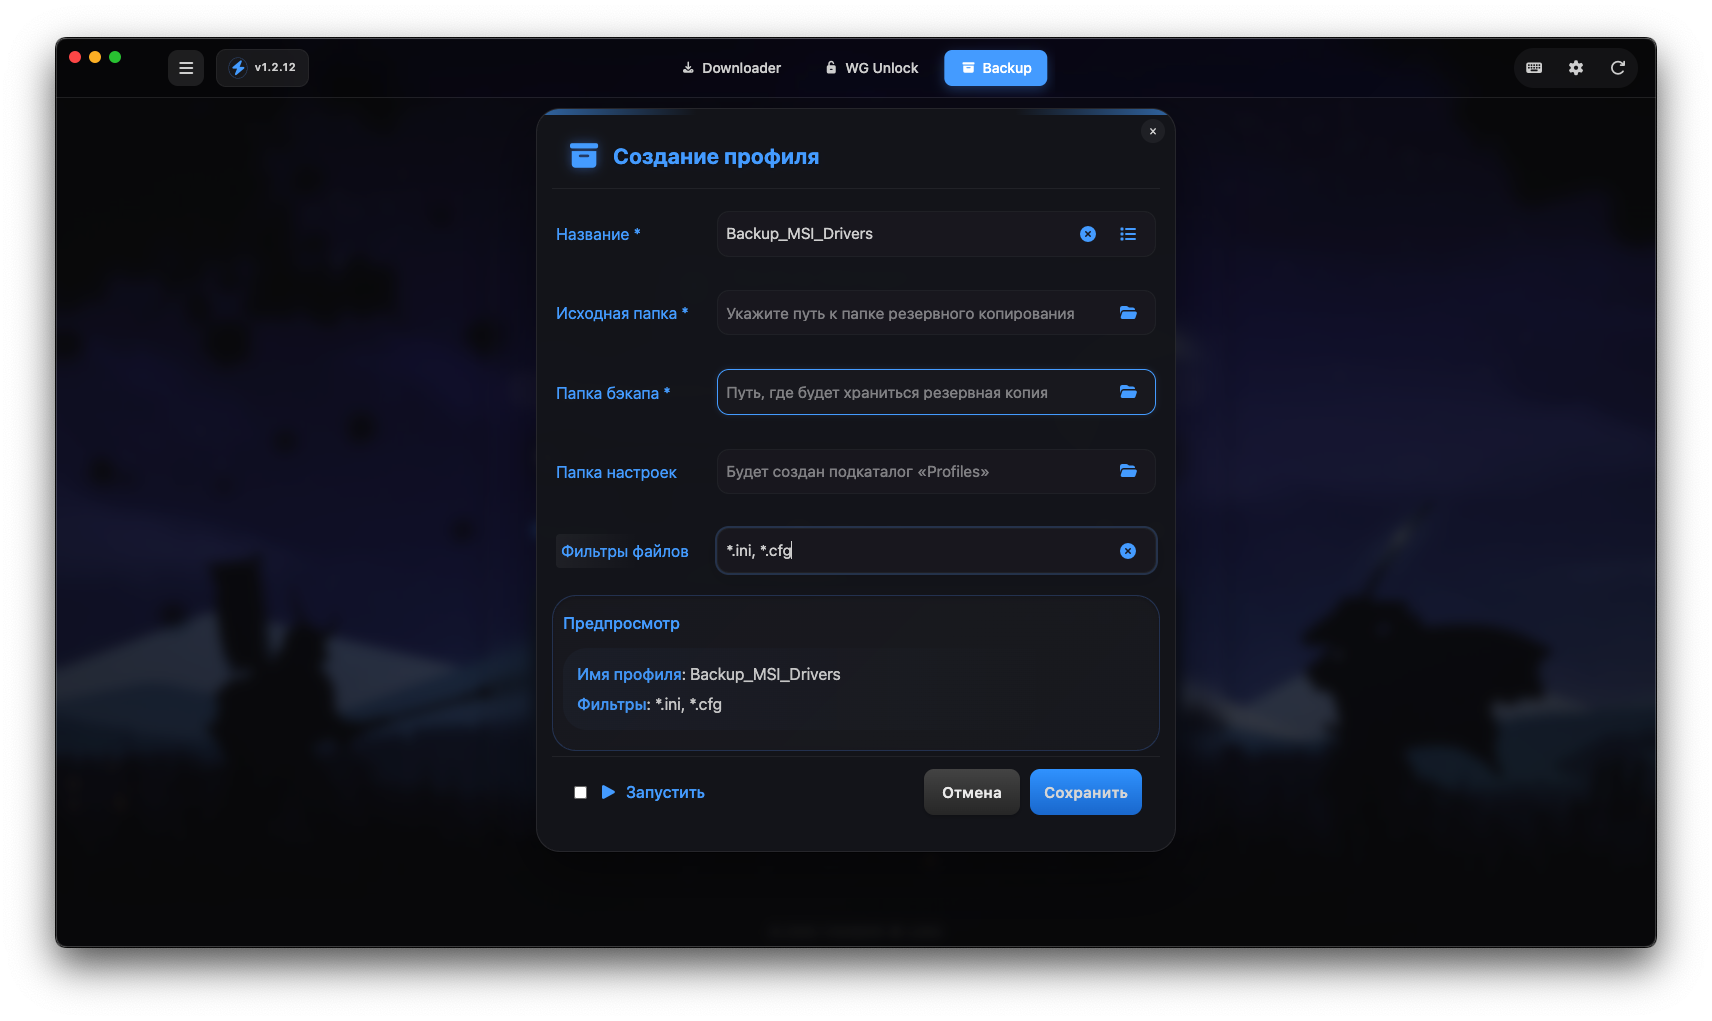 v1.2.12
Downloader
WG Unlock
Backup
Создание профиля
Название *
Backup_MSI_Drivers
Исходная папка *
Укажите путь к папке резервного копирования
Папка бэкапа *
Путь, где будет храниться резервная копия
Папка настроек
Будет создан подкаталог «Profiles»
Фильтры файлов
*.ini, *.cfg
Предпросмотр
Имя профиля: Backup_MSI_Drivers
Фильтры: *.ini, *.cfg
Запустить
Отмена
Сохранить